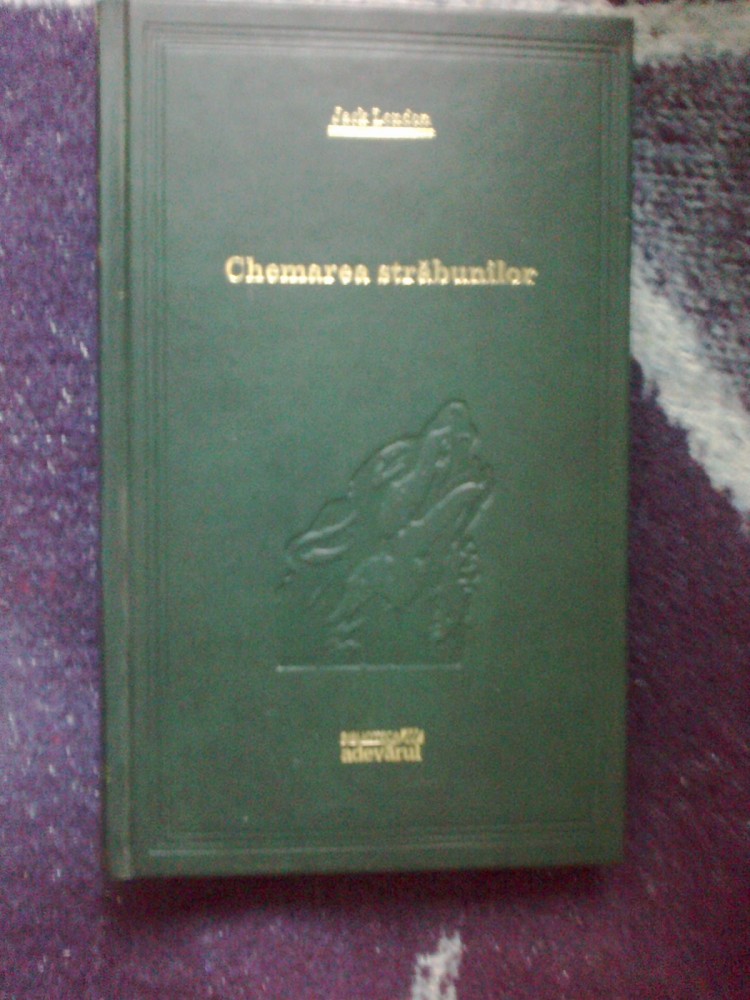 Jack London
Chemarea străbunilor
adevărul